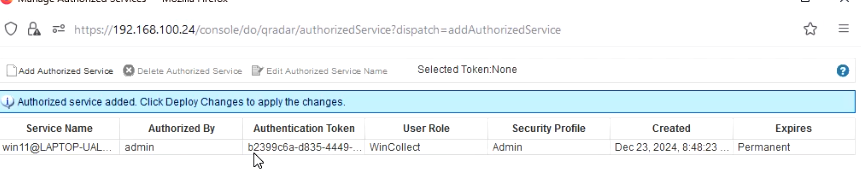 Manage Authorized Services — Mozilla Firefox
https://192.168.100.24/console/do/qradar/authorizedService?dispatch=addAuthorizedService
Add Authorized Service Delete Authorized Service Edit Authorized Service Name Selected Token:None
Authorized service added. Click Deploy Changes to apply the changes.
Service Name Authorized By Authentication Token User Role Security Profile Created Expires
win11@LAPTOP-UAL... admin b2399c6a-d835-4449-... WinCollect Admin Dec 23, 2024, 8:48:23 ... Permanent